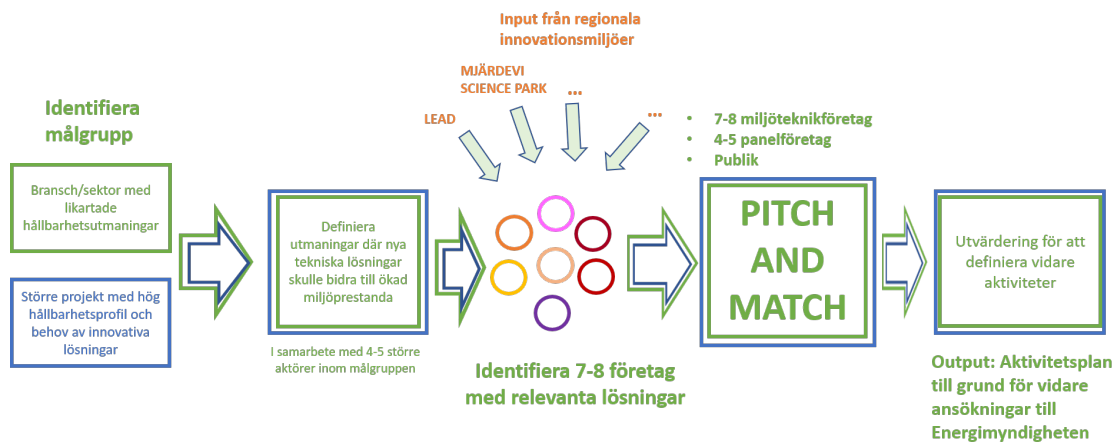 Input från regionala
innovationsmiljöer
MJÄRDEVI
SCIENCE PARK
...
...
LEAD
Identifiera
målgrupp
Bransch/sektor med
likartade
hållbarhetsutmaningar
Större projekt med hög
hållbarhetsprofil och
behov av innovativa
lösningar
Definiera
utmaningar där nya
tekniska lösningar
skulle bidra till ökad
miljöprestanda
I samarbete med 4-5 större
aktörer inom målgruppen
Identifiera 7-8 företag
med relevanta lösningar
• 7-8 miljöteknikföretag
• 4-5 panelföretag
• Publik
PITCH
AND
MATCH
Utvärdering för att
definiera vidare
aktiviteter
Output: Aktivitetsplan
till grund för vidare
ansökningar till
Energimyndigheten